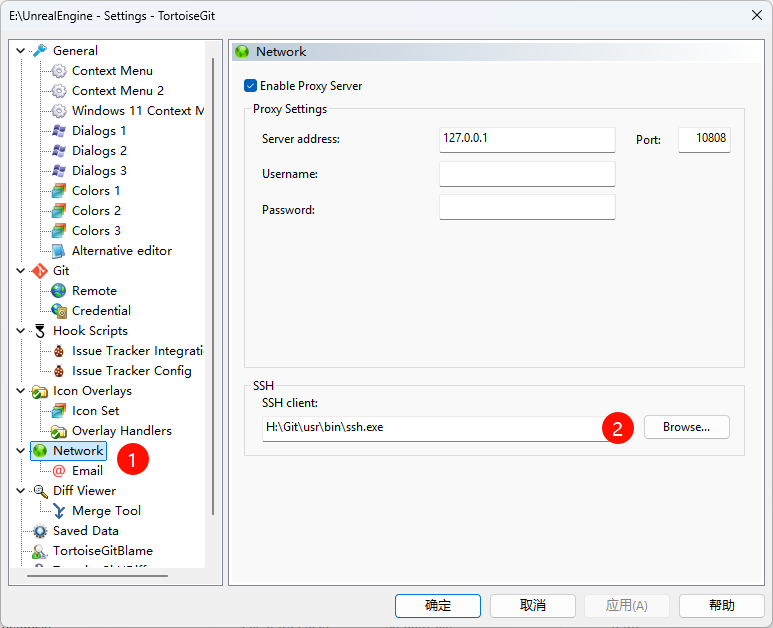 E:\UnrealEngine - Settings - TortoiseGit
General
Context Menu
Context Menu 2
Windows 11 Context M
Dialogs 1
Dialogs 2
Dialogs 3
Colors 1
Colors 2
Colors 3
Alternative editor
Git
Remote
Credential
Hook Scripts
Issue Tracker Integrati
Issue Tracker Config
Icon Overlays
Icon Set
Overlay Handlers
Network
1
Email
Diff Viewer
Merge Tool
Saved Data
TortoiseGitBlame
Network
Enable Proxy Server
Proxy Settings
Server address:
127.0.0.1
Port:
10808
Username:
Password:
SSH
SSH client:
H:\Git\usr\bin\ssh.exe
2
Browse...
确定
取消
应用(A)
帮助